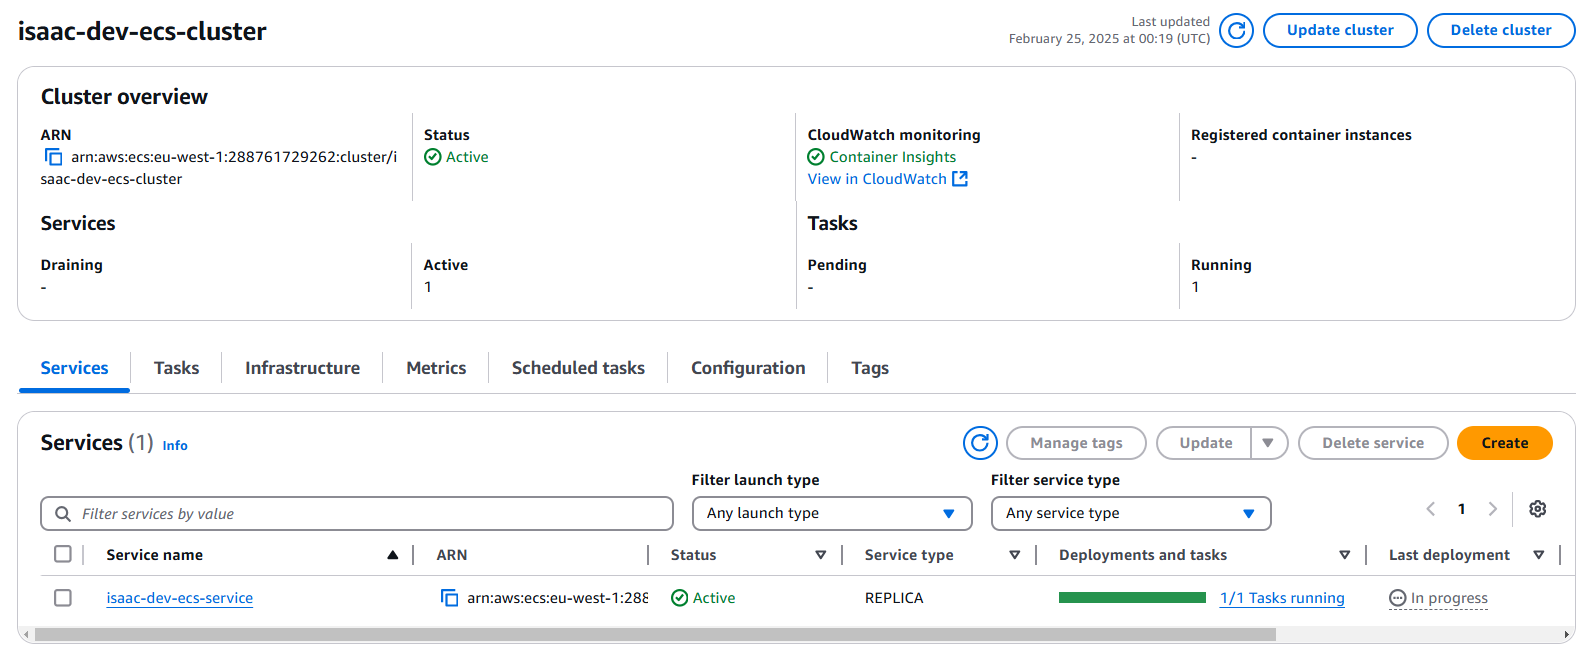 isaac-dev-ecs-cluster
Last updated
February 25, 2025 at 00:19 (UTC)
Update cluster
Delete cluster
Cluster overview
ARN
arn:aws:ecs:eu-west-1:288761729262:cluster/i
saac-dev-ecs-cluster
Status
Active
CloudWatch monitoring
Container Insights
View in CloudWatch
Registered container instances
-
Services
Tasks
Draining
-
Active
1
Pending
-
Running
1
Services
Tasks
Infrastructure
Metrics
Scheduled tasks
Configuration
Tags
Services (1) Info
Manage tags
Update
Delete service
Create
Filter launch type
Filter service type
Filter services by value
Any launch type
Any service type
1
Service name
ARN
Status
Service type
Deployments and tasks
Last deployment
isaac-dev-ecs-service
arn:aws:ecs:eu-west-1:288
Active
REPLICA
1/1 Tasks running
In progress